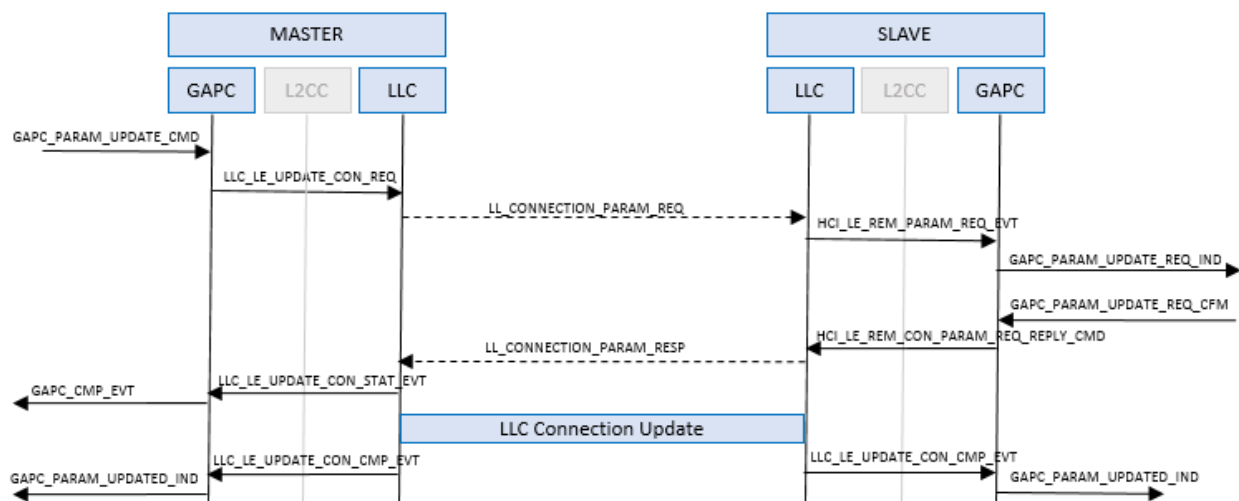 MASTER
SLAVE
GAPC
L2CC
LLC
LLC
L2CC
GAPC
GAPC_PARAM_UPDATE_CMD
LLC_LE_UPDATE_CON_REQ
LL_CONNECTION_PARAM_REQ
HCI_LE_REM_PARAM_REQ_EVT
GAPC_PARAM_UPDATE_REQ_IND
GAPC_PARAM_UPDATE_REQ_CFM
HCI_LE_REM_CON_PARAM_REQ_REPLY_CMD
LL_CONNECTION_PARAM_RESP
LLC_LE_UPDATE_CON_STAT_EVT
GAPC_CMP_EVT
LLC Connection Update
LLC_LE_UPDATE_CON_CMP_EVT
LLC_LE_UPDATE_CON_CMP_EVT
GAPC_PARAM_UPDATED_IND
GAPC_PARAM_UPDATED_IND